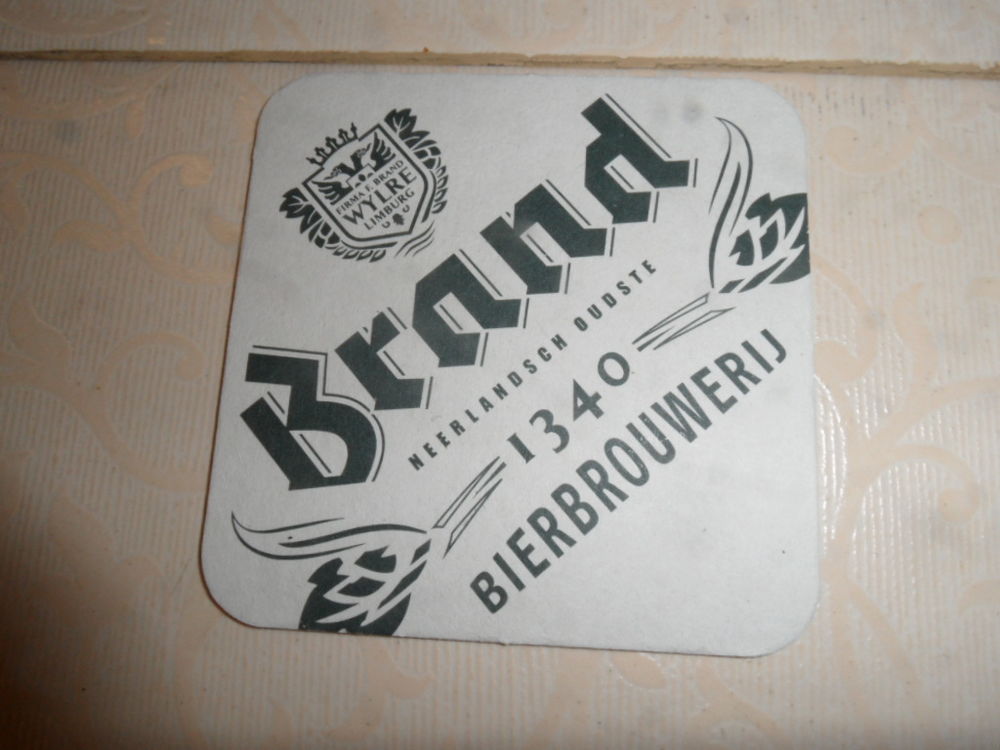 FIRMA F. BRAND
WYLRE
LIMBURG
Brand
NEERLANDSCH OUDSTE
1340
BIERBROUWERIJ